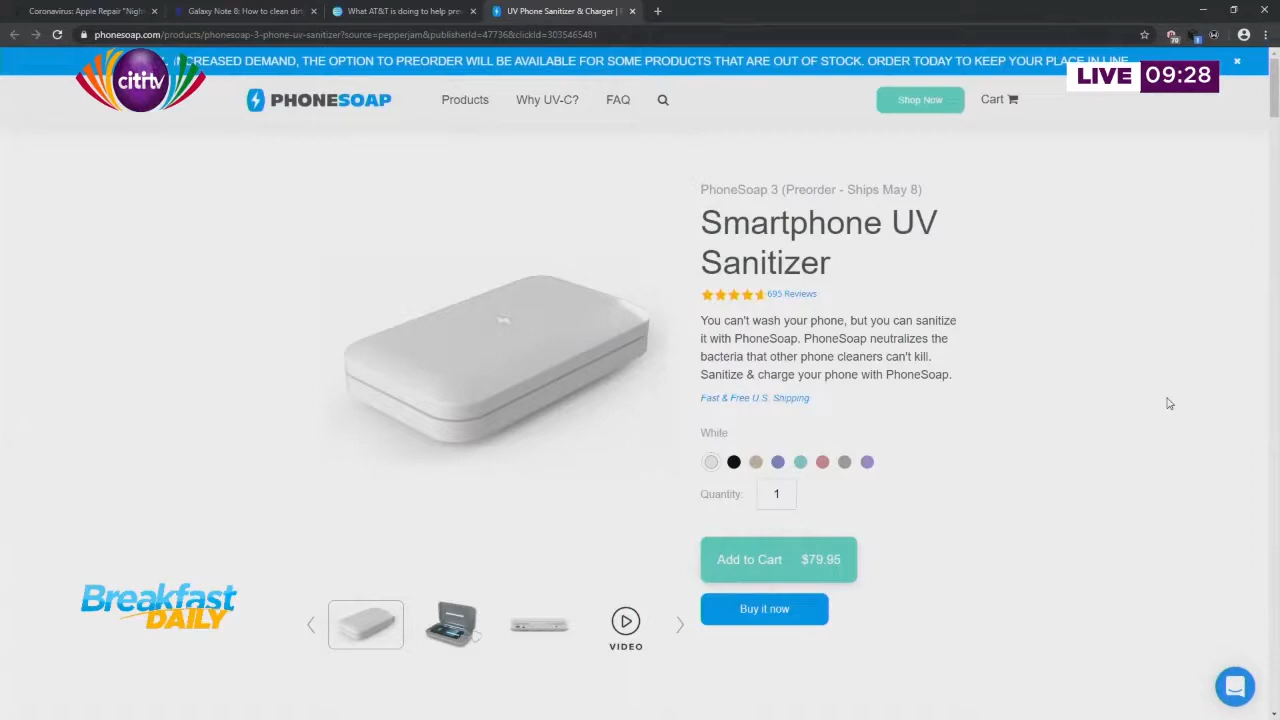 Coronavirus: Apple Repair "Nigh
Galaxy Note 8: How to clean dirt
What AT&T is doing to help prev
UV Phone Sanitizer & Charger |
phonesoap.com/products/phonesoap-3-phone-uv-sanitizer?source=pepperjam&publisherId=47736&clickId=3035465481
INCREASED DEMAND, THE OPTION TO PREORDER WILL BE AVAILABLE FOR SOME PRODUCTS THAT ARE OUT OF STOCK. ORDER TODAY TO KEEP YOUR PLACE IN LINE
cititv
LIVE 09:28
PHONESOAP
Products
Why UV-C?
FAQ
Shop Now
Cart
PhoneSoap 3 (Preorder - Ships May 8)
Smartphone UV
Sanitizer
695 Reviews
You can't wash your phone, but you can sanitize
it with PhoneSoap. PhoneSoap neutralizes the
bacteria that other phone cleaners can't kill.
Sanitize & charge your phone with PhoneSoap.
Fast & Free U.S. Shipping
White
Quantity: 1
Add to Cart $79.95
Buy it now
Breakfast
DAILY
VIDEO